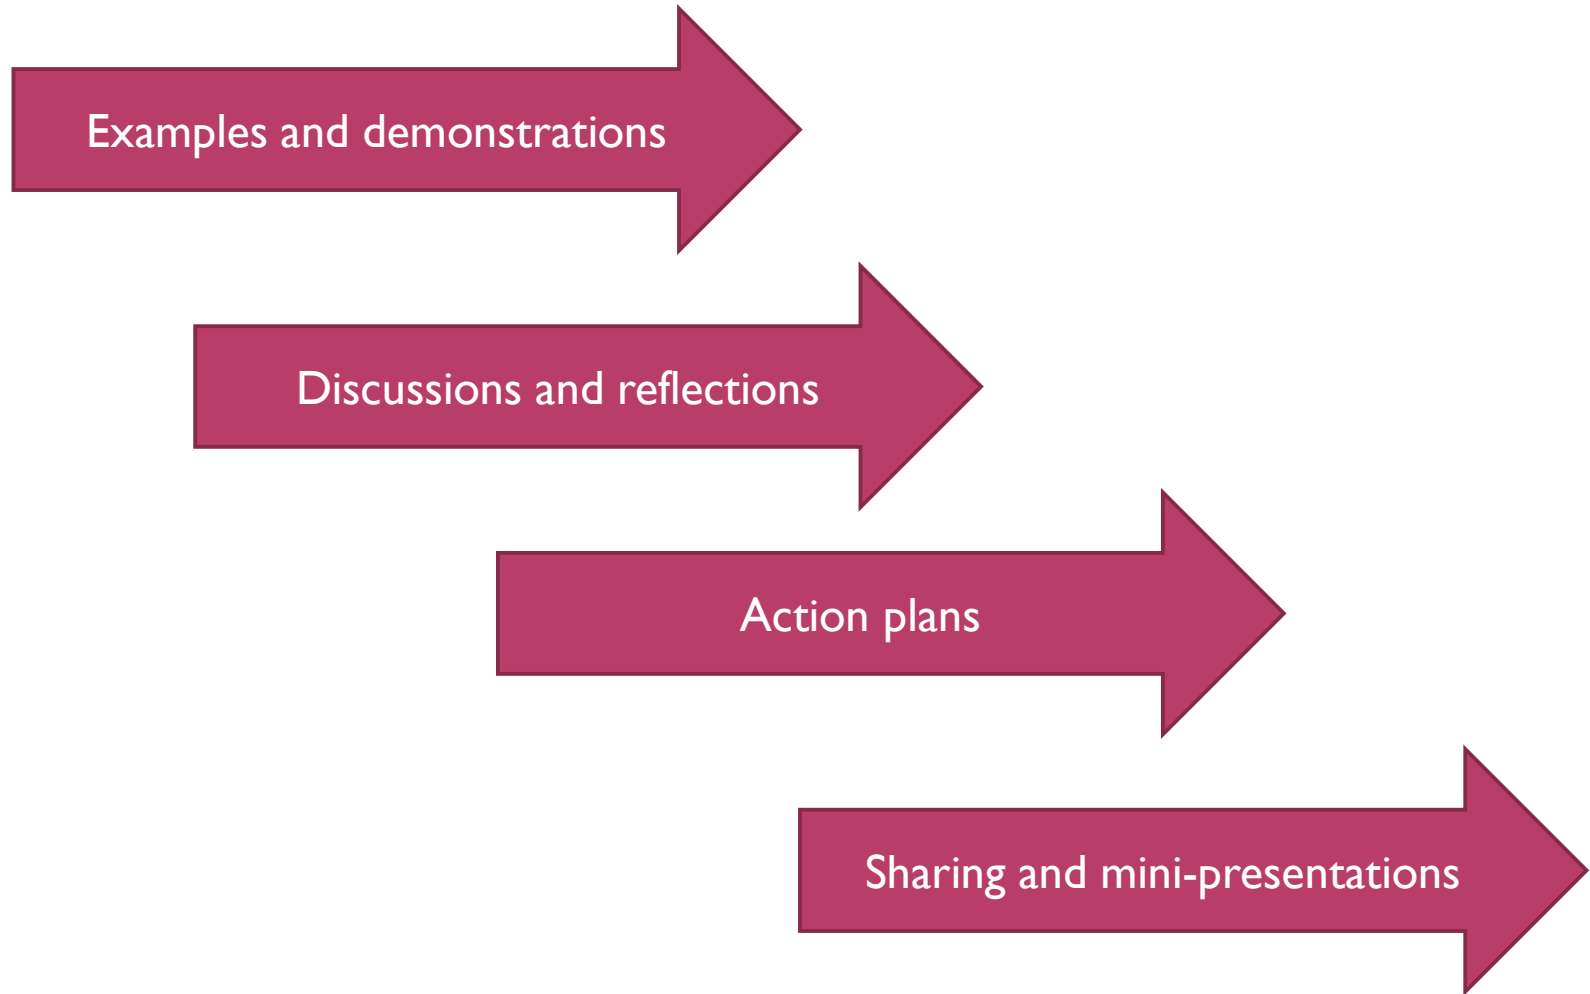 Examples and demonstrations
Discussions and reflections
Action plans
Sharing and mini-presentations